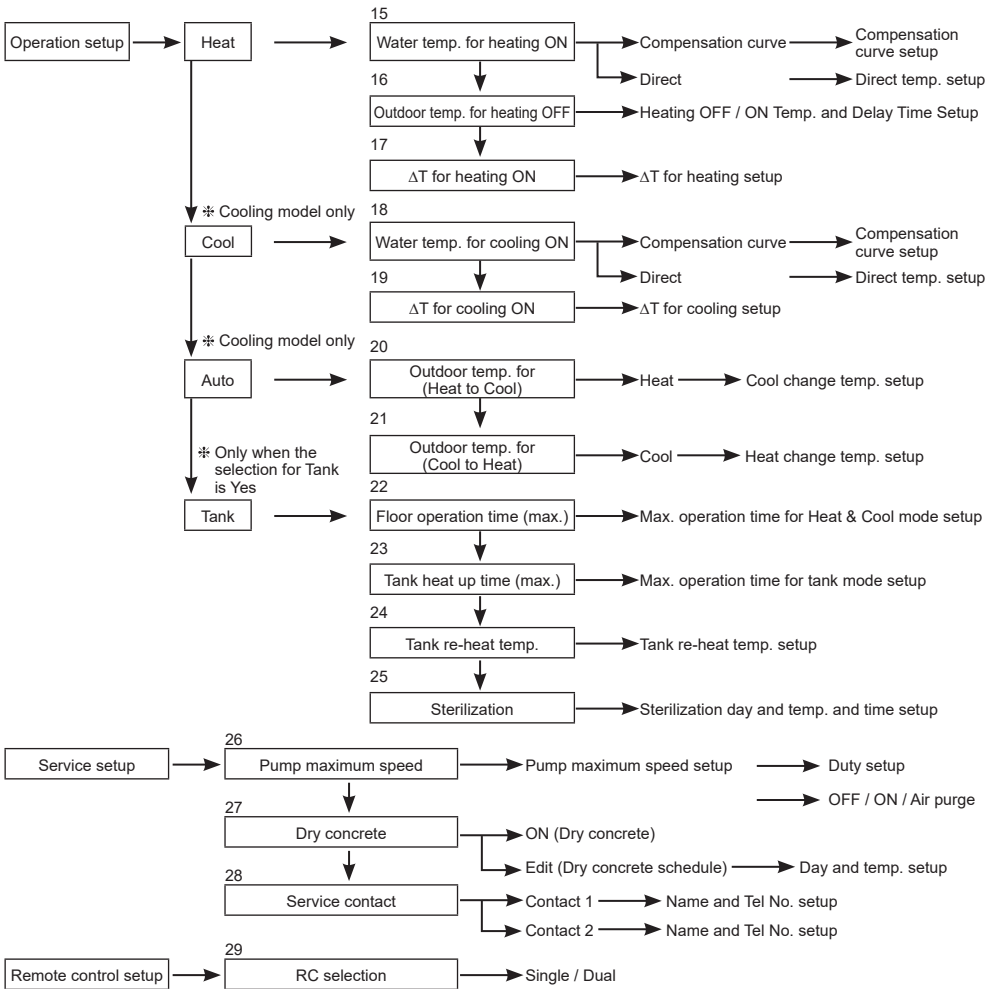 15
Operation setup
Heat
Water temp. for heating ON
Compensation curve
Compensation
curve setup
Direct
Direct temp. setup
16
Outdoor temp. for heating OFF
Heating OFF / ON Temp. and Delay Time Setup
17
ΔT for heating ON
ΔT for heating setup
※ Cooling model only
18
Cool
Water temp. for cooling ON
Compensation curve
Compensation
curve setup
Direct
Direct temp. setup
19
ΔT for cooling ON
ΔT for cooling setup
※ Cooling model only
20
Auto
Outdoor temp. for
(Heat to Cool)
Heat
Cool change temp. setup
21
Outdoor temp. for
(Cool to Heat)
Cool
Heat change temp. setup
※ Only when the
selection for Tank
is Yes
22
Tank
Floor operation time (max.)
Max. operation time for Heat & Cool mode setup
23
Tank heat up time (max.)
Max. operation time for tank mode setup
24
Tank re-heat temp.
Tank re-heat temp. setup
25
Sterilization
Sterilization day and temp. and time setup
26
Service setup
Pump maximum speed
Pump maximum speed setup
Duty setup
OFF / ON / Air purge
27
Dry concrete
ON (Dry concrete)
Edit (Dry concrete schedule)
Day and temp. setup
28
Service contact
Contact 1
Name and Tel No. setup
Contact 2
Name and Tel No. setup
29
Remote control setup
RC selection
Single / Dual